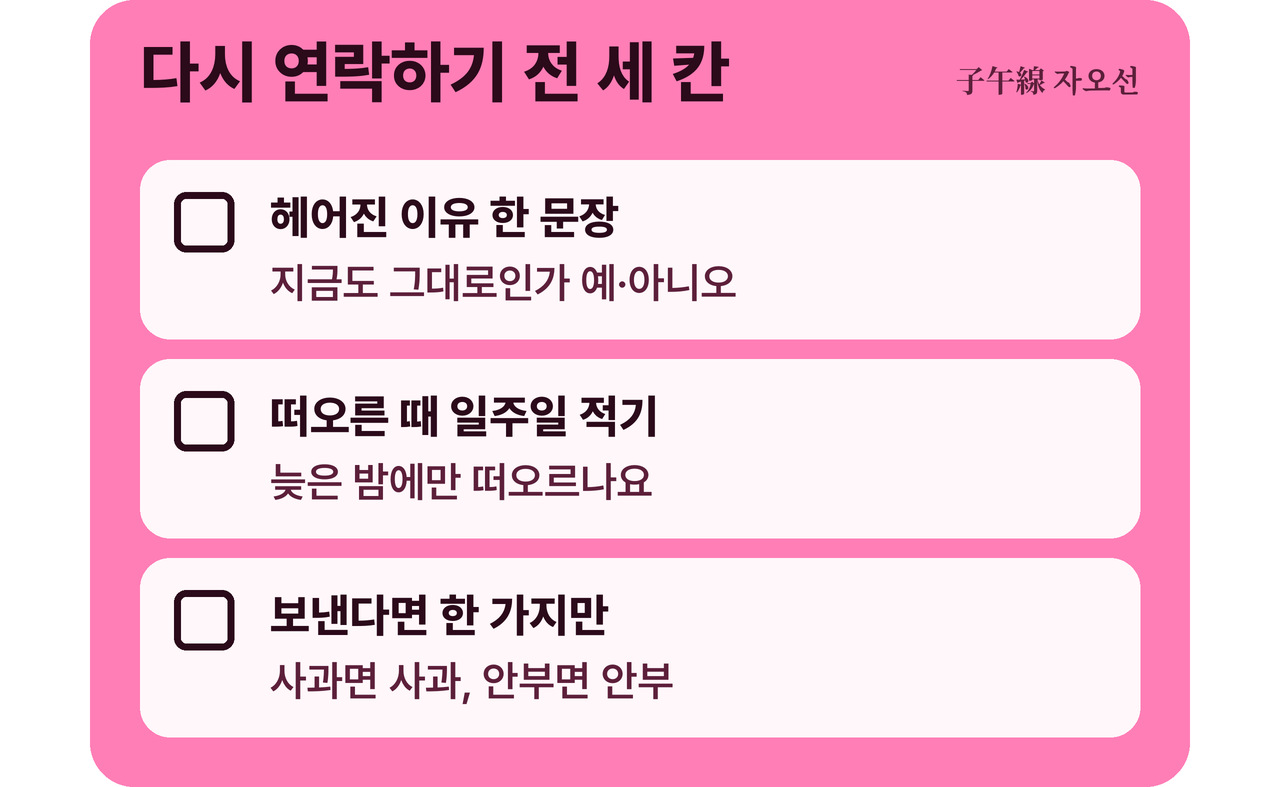 다시 연락하기 전 세 칸
子午線 자오선
헤어진 이유 한 문장
지금도 그대로인가 예·아니오
떠오른 때 일주일 적기
늦은 밤에만 떠오르나요
보낸다면 한 가지만
사과면 사과, 안부면 안부